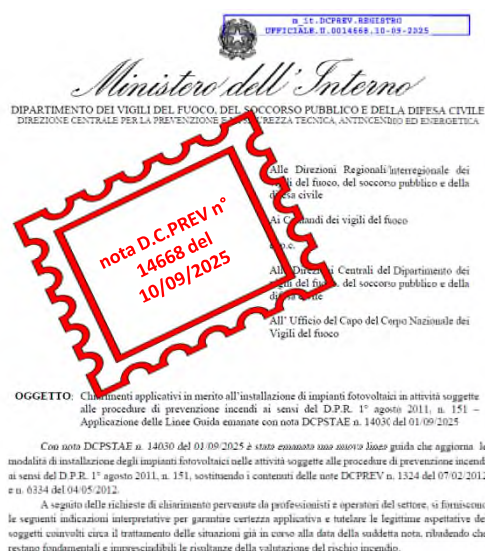 m_it.DCPREV.REGISTRO
UFFICIALE.U.0014668.10-09-2025
Ministero dell'Interno
DIPARTIMENTO DEI VIGILI DEL FUOCO, DEL SOCCORSO PUBBLICO E DELLA DIFESA CIVILE
DIREZIONE CENTRALE PER LA PREVENZIONE E TECNICA, ANTINCENDIO ED ENERGETICA
Alle Direzioni Regionali/interregionale dei
del fuoco, del soccorso pubblico e della
civile
Ai dei vigili del fuoco
Alle Centrali del Dipartimento dei
del soccorso pubblico e della
All' Ufficio del Capo del Corpo Nazionale dei
Vigili del fuoco
nota D.C.PREV n°
14668 del
10/09/2025
OGGETTO: Chiarimenti applicativi in merito all'installazione di impianti fotovoltaici in attività soggette
alle procedure di prevenzione incendi ai sensi del D.P.R. 1° agosto 2011, n. 151 –
Applicazione delle Linee Guida emanate con nota DCPSTAE n. 14030 del 01/09/2025
Con nota DCPSTAE n. 14030 del 01/09/2025 è stata emanata una nuova linea guida che aggiorna le
modalità di installazione degli impianti fotovoltaici nelle attività soggette alle procedure di prevenzione incendi
ai sensi del D.P.R. 1° agosto 2011, n. 151, sostituendo i contenuti delle note DCPREV n. 1324 del 07/02/2012
e n. 6334 del 04/05/2012.
A seguito delle richieste di chiarimento pervenute da professionisti e operatori del settore, si forniscono
le seguenti indicazioni interpretative per garantire certezza applicativa e tutelare le legittime aspettative dei
soggetti coinvolti circa il trattamento delle situazioni già in corso alla data della suddetta nota, ribadendo che
restano fondamentali e imprescindibili le risultanze della valutazione del rischio incendio.